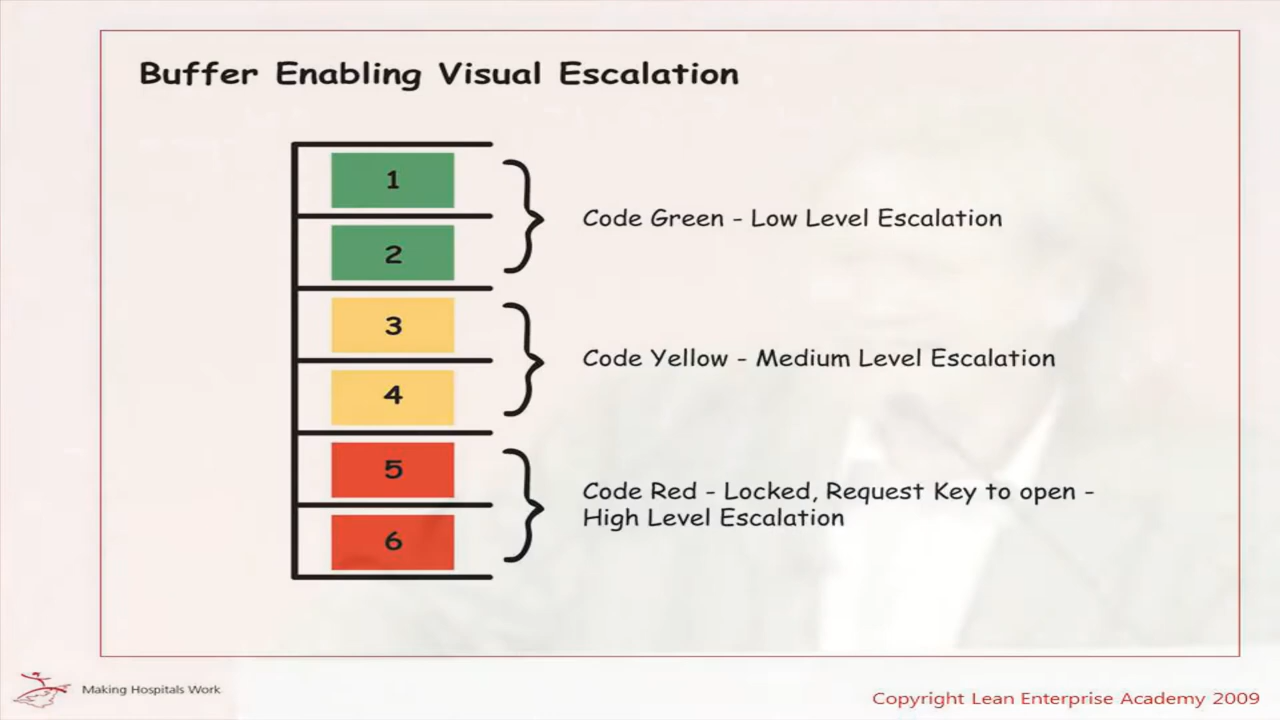 Buffer Enabling Visual Escalation
1
2
Code Green - Low Level Escalation
3
4
Code Yellow - Medium Level Escalation
5
6
Code Red - Locked, Request Key to open -
High Level Escalation
Making Hospitals Work
Copyright Lean Enterprise Academy 2009